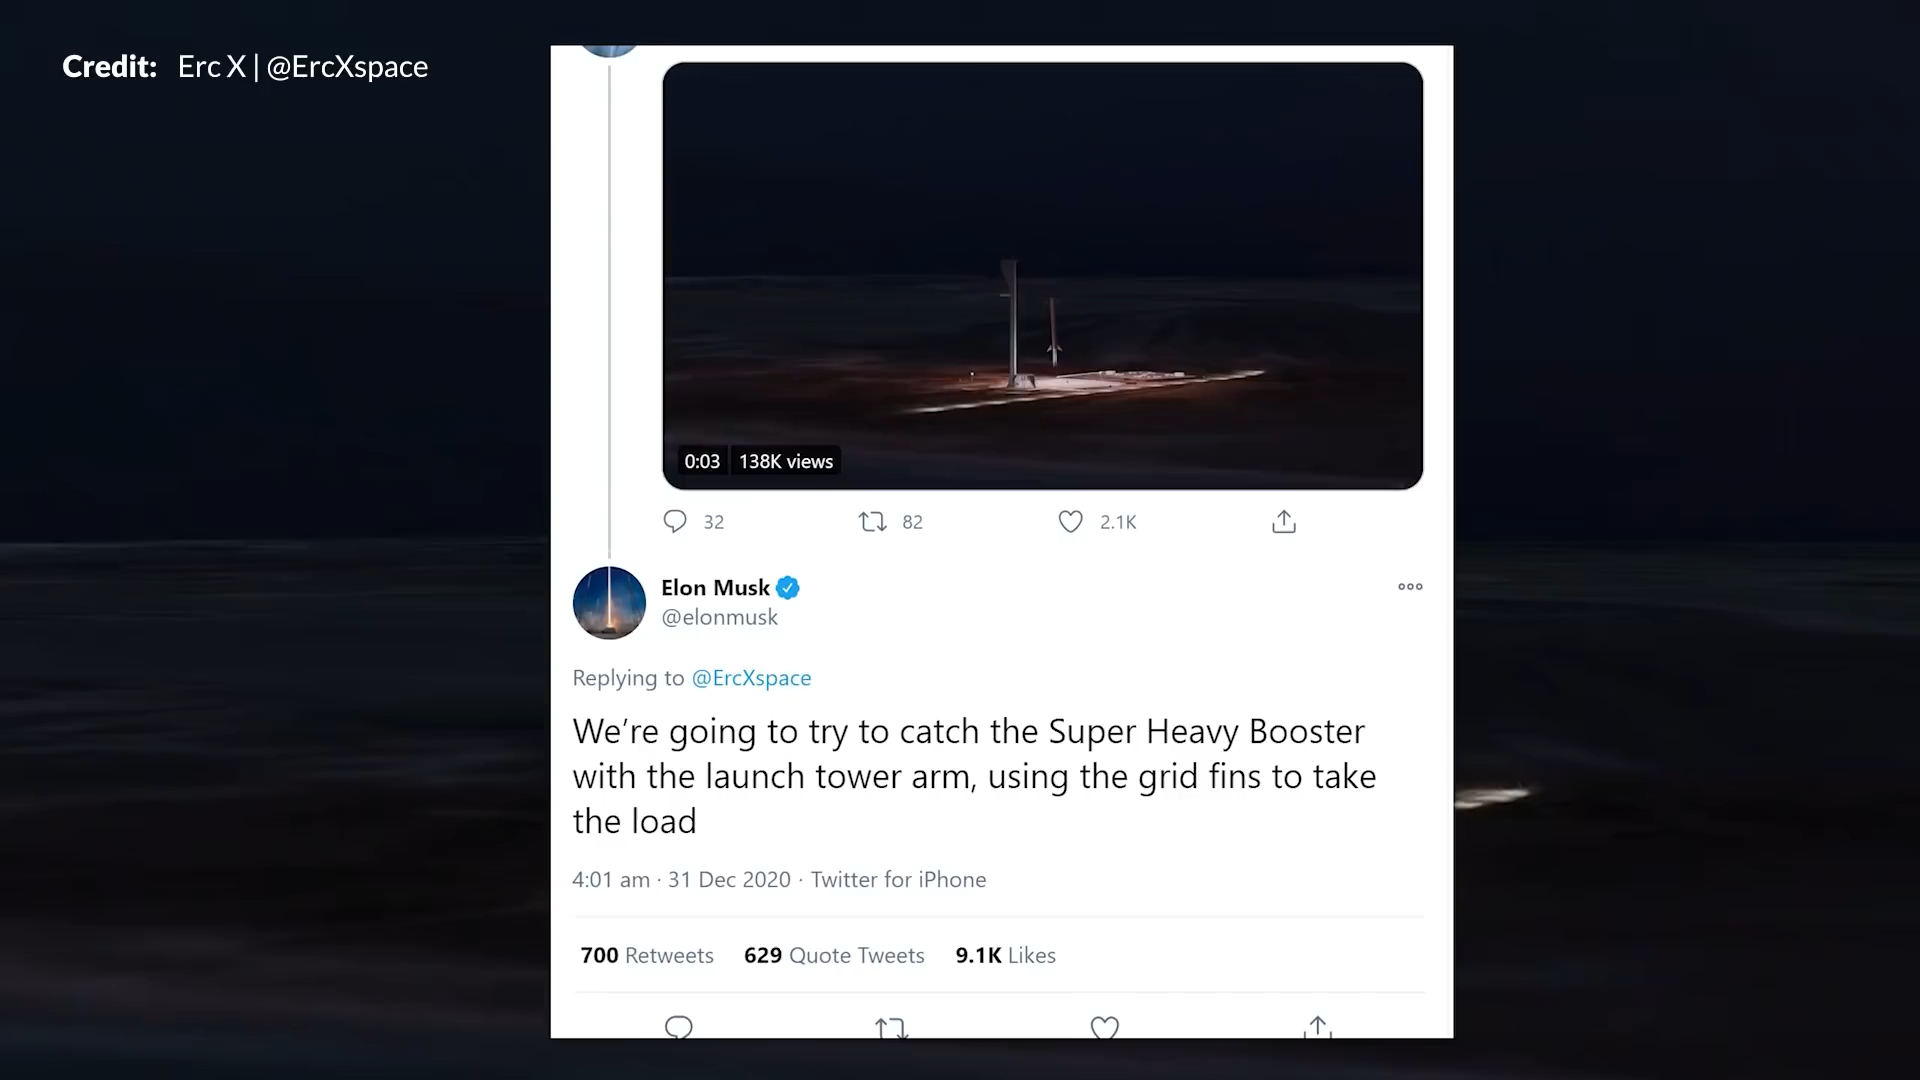 Credit: Erc X | @ErcXspace
0:03 138K views
32 82 2.1K
Elon Musk
@elonmusk
Replying to @ErcXspace
We’re going to try to catch the Super Heavy Booster
with the launch tower arm, using the grid fins to take
the load
4:01 am · 31 Dec 2020 · Twitter for iPhone
700 Retweets 629 Quote Tweets 9.1K Likes